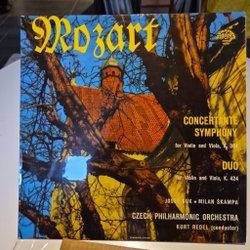 Mozart
CONCERTANTE
SYMPHONY
for Violin and Viola, K. 364
DUO
for Violin and Viola, K. 424
JOSEF SUK • MILAN ŠKAMPA
CZECH PHILHARMONIC ORCHESTRA
KURT REDEL (conductor)